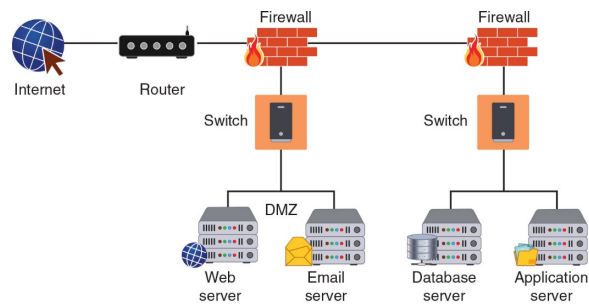 Firewall
Firewall
Internet
Router
Switch
Switch
DMZ
Web
server
Email
server
Database
server
Application
server